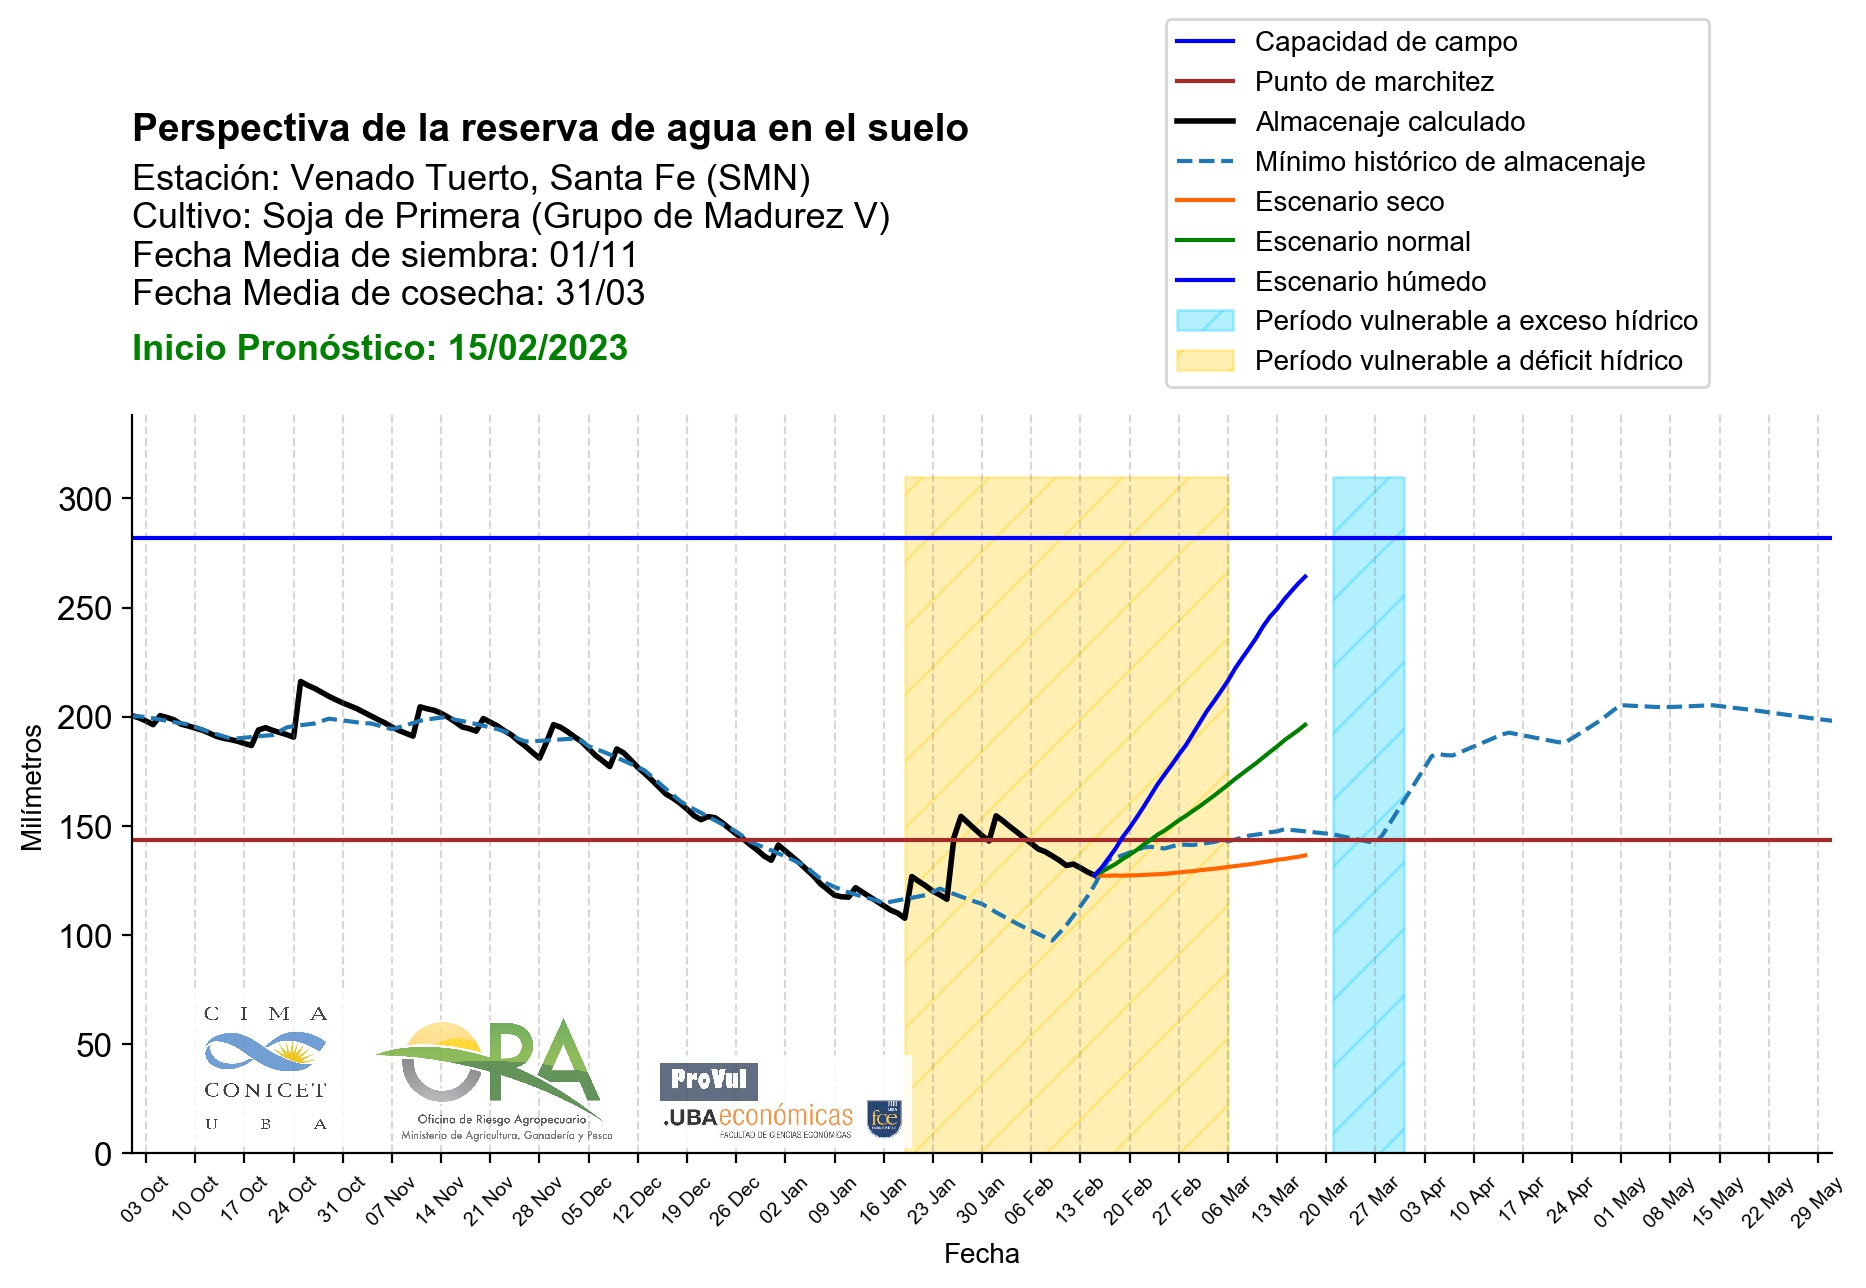 Capacidad de campo
Punto de marchitez
Almacenaje calculado
Mínimo histórico de almacenaje
Escenario seco
Escenario normal
Escenario húmedo
Período vulnerable a exceso hídrico
Período vulnerable a déficit hídrico
Perspectiva de la reserva de agua en el suelo
Estación: Venado Tuerto, Santa Fe (SMN)
Cultivo: Soja de Primera (Grupo de Madurez V)
Fecha Media de siembra: 01/11
Fecha Media de cosecha: 31/03
Inicio Pronóstico: 15/02/2023
Milímetros
300
250
200
150
100
50
0
CIMA
CONICET
UBA
ORA
Oficina de Riesgo Agropecuario
Ministerio de Agricultura, Ganadería y Pesca
ProVul
.UBAeconómicas
FACULTAD DE CIENCIAS ECONÓMICAS
UBA
fce
ECONÓMICAS
03 Oct
10 Oct
17 Oct
24 Oct
31 Oct
07 Nov
14 Nov
21 Nov
28 Nov
05 Dec
12 Dec
19 Dec
26 Dec
02 Jan
09 Jan
16 Jan
23 Jan
30 Jan
06 Feb
13 Feb
20 Feb
27 Feb
06 Mar
13 Mar
20 Mar
27 Mar
03 Apr
10 Apr
17 Apr
24 Apr
01 May
08 May
15 May
22 May
29 May
Fecha